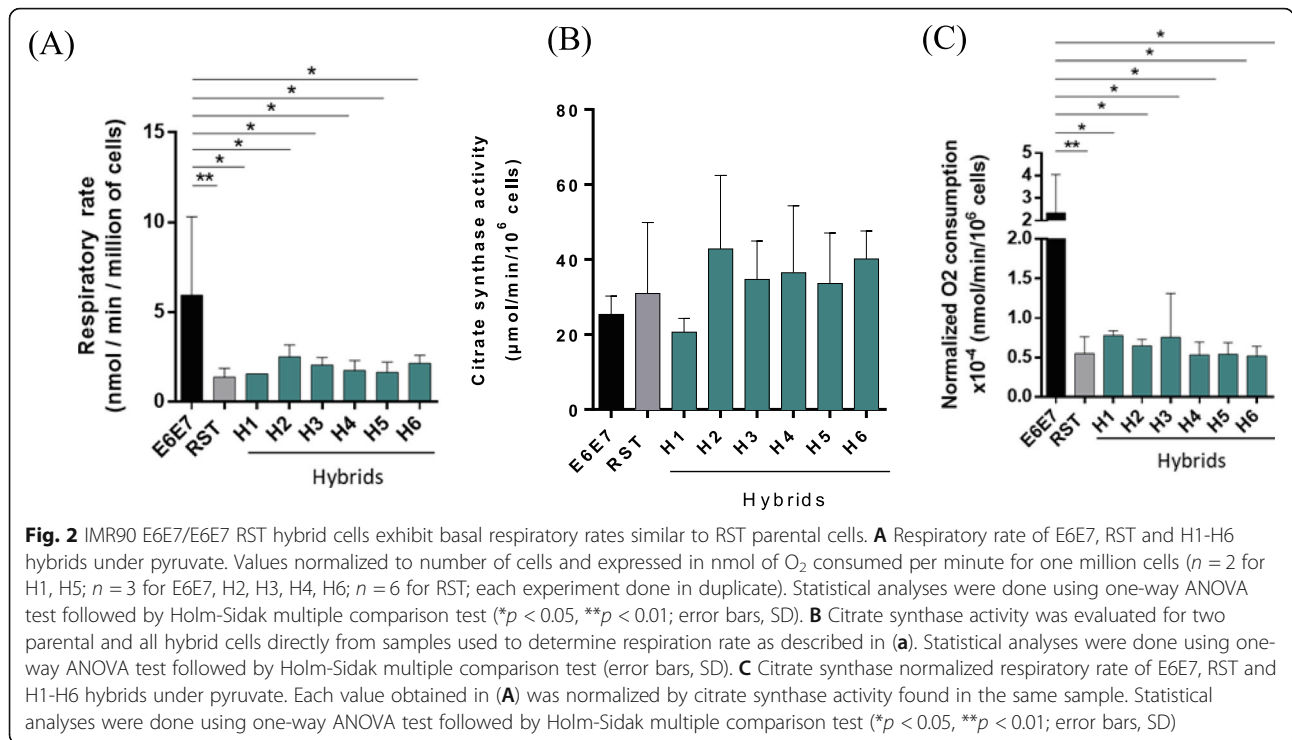 (A)
Respiratory rate
(nmol / min / million of cells)
15
10
5
0
*
*
*
*
*
*
**
E6E7
RST
H1
H2
H3
H4
H5
H6
Hybrids
(B)
Citrate synthase activity
(µmol/min/10⁶ cells)
80
60
40
20
0
E6E7
RST
H1
H2
H3
H4
H5
H6
Hybrids
(C)
Normalized O2 consumption
x10⁻⁴ (nmol/min/10⁶ cells)
5
4
3
2
2.0
1.5
1.0
0.5
0.0
*
*
*
*
*
*
**
E6E7
RST
H1
H2
H3
H4
H5
H6
Hybrids
Fig. 2 IMR90 E6E7/E6E7 RST hybrid cells exhibit basal respiratory rates similar to RST parental cells. A Respiratory rate of E6E7, RST and H1-H6
hybrids under pyruvate. Values normalized to number of cells and expressed in nmol of O₂ consumed per minute for one million cells (n = 2 for
H1, H5; n = 3 for E6E7, H2, H3, H4, H6; n = 6 for RST; each experiment done in duplicate). Statistical analyses were done using one-way ANOVA
test followed by Holm-Sidak multiple comparison test (*p < 0.05, **p < 0.01; error bars, SD). B Citrate synthase activity was evaluated for two
parental and all hybrid cells directly from samples used to determine respiration rate as described in (a). Statistical analyses were done using one-
way ANOVA test followed by Holm-Sidak multiple comparison test (error bars, SD). C Citrate synthase normalized respiratory rate of E6E7, RST and
H1-H6 hybrids under pyruvate. Each value obtained in (A) was normalized by citrate synthase activity found in the same sample. Statistical
analyses were done using one-way ANOVA test followed by Holm-Sidak multiple comparison test (*p < 0.05, **p < 0.01; error bars, SD)